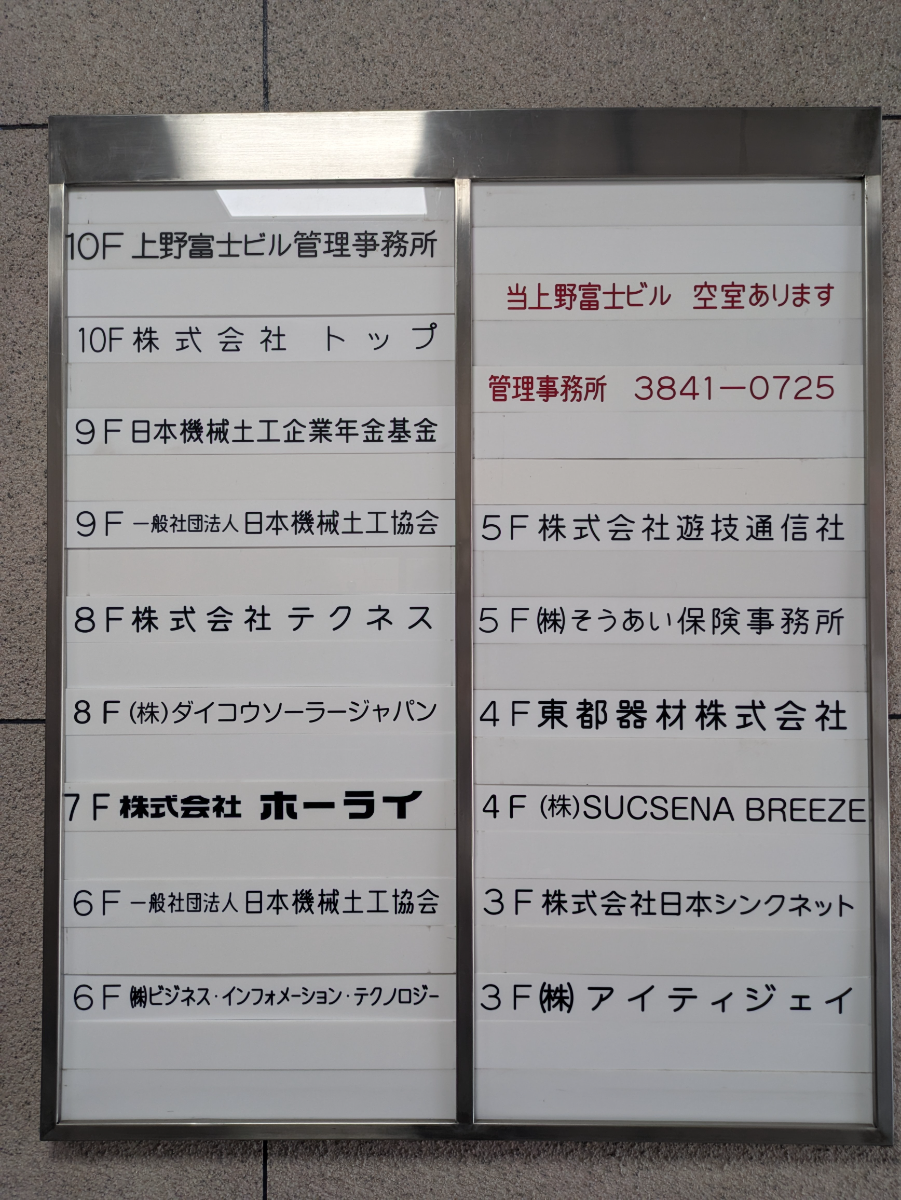 10F 上野富士ビル管理事務所
10F 株式会社 トップ
9F 日本機械土工企業年金基金
9F 一般社団法人 日本機械土工協会
8F 株式会社 テクネス
8F (株)ダイコウソーラージャパン
7F 株式会社 ホーライ
6F 一般社団法人 日本機械土工協会
6F ㈱ビジネス・インフォメーション・テクノロジー
当上野富士ビル 空室あります
管理事務所 3841－0725
5F 株式会社遊技通信社
5F ㈱そうあい保険事務所
4F 東都器材株式会社
4F (株)SUCSENA BREEZE
3F 株式会社日本シンクネット
3F ㈱ アイティジェイ